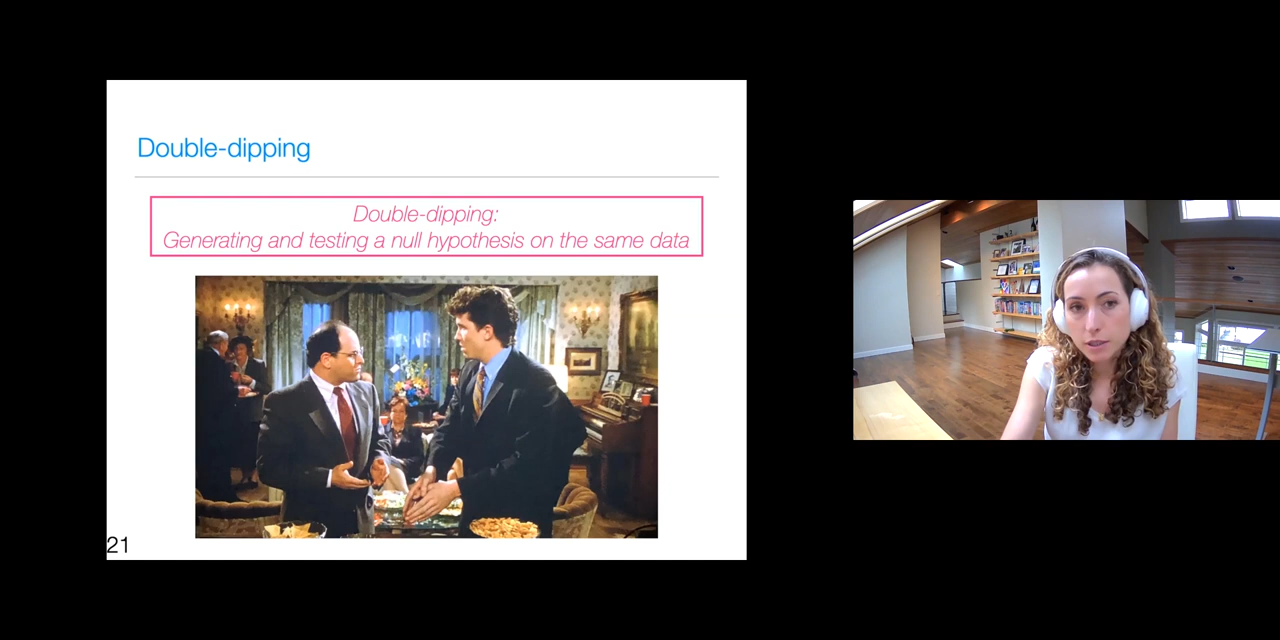 Double-dipping
Double-dipping:
Generating and testing a null hypothesis on the same data
21